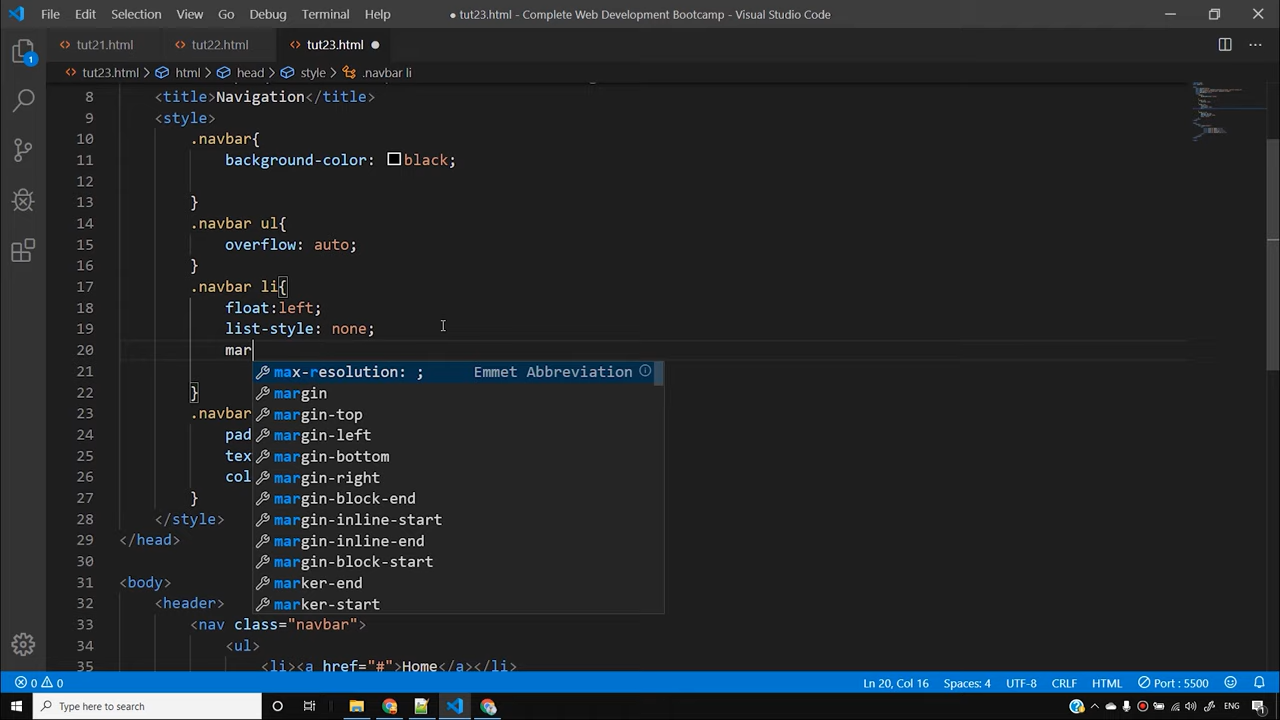 File Edit Selection View Go Debug Terminal Help ● tut23.html - Complete Web Development Bootcamp - Visual Studio Code
tut21.html tut22.html tut23.html
tut23.html > html > head > style > .navbar li
8 <title>Navigation</title>
9 <style>
10 .navbar{
11 background-color: black;
12
13 }
14 .navbar ul{
15 overflow: auto;
16 }
17 .navbar li{
18 float:left;
19 list-style: none;
20 mar
21 max-resolution: ; Emmet Abbreviation
margin
22 }
23 .navbar margin-top
24 pad margin-left
25 tex margin-bottom
26 col margin-right
27 } margin-block-end
28 </style> margin-inline-start
29 </head> margin-inline-end
30 margin-block-start
31 <body> marker-end
32 <header> marker-start
33 <nav class="navbar">
34 <ul>
35 <li><a href="#">Home</a></li>
0 0 Ln 20, Col 16 Spaces: 4 UTF-8 CRLF HTML Port : 5500
Type here to search ENG